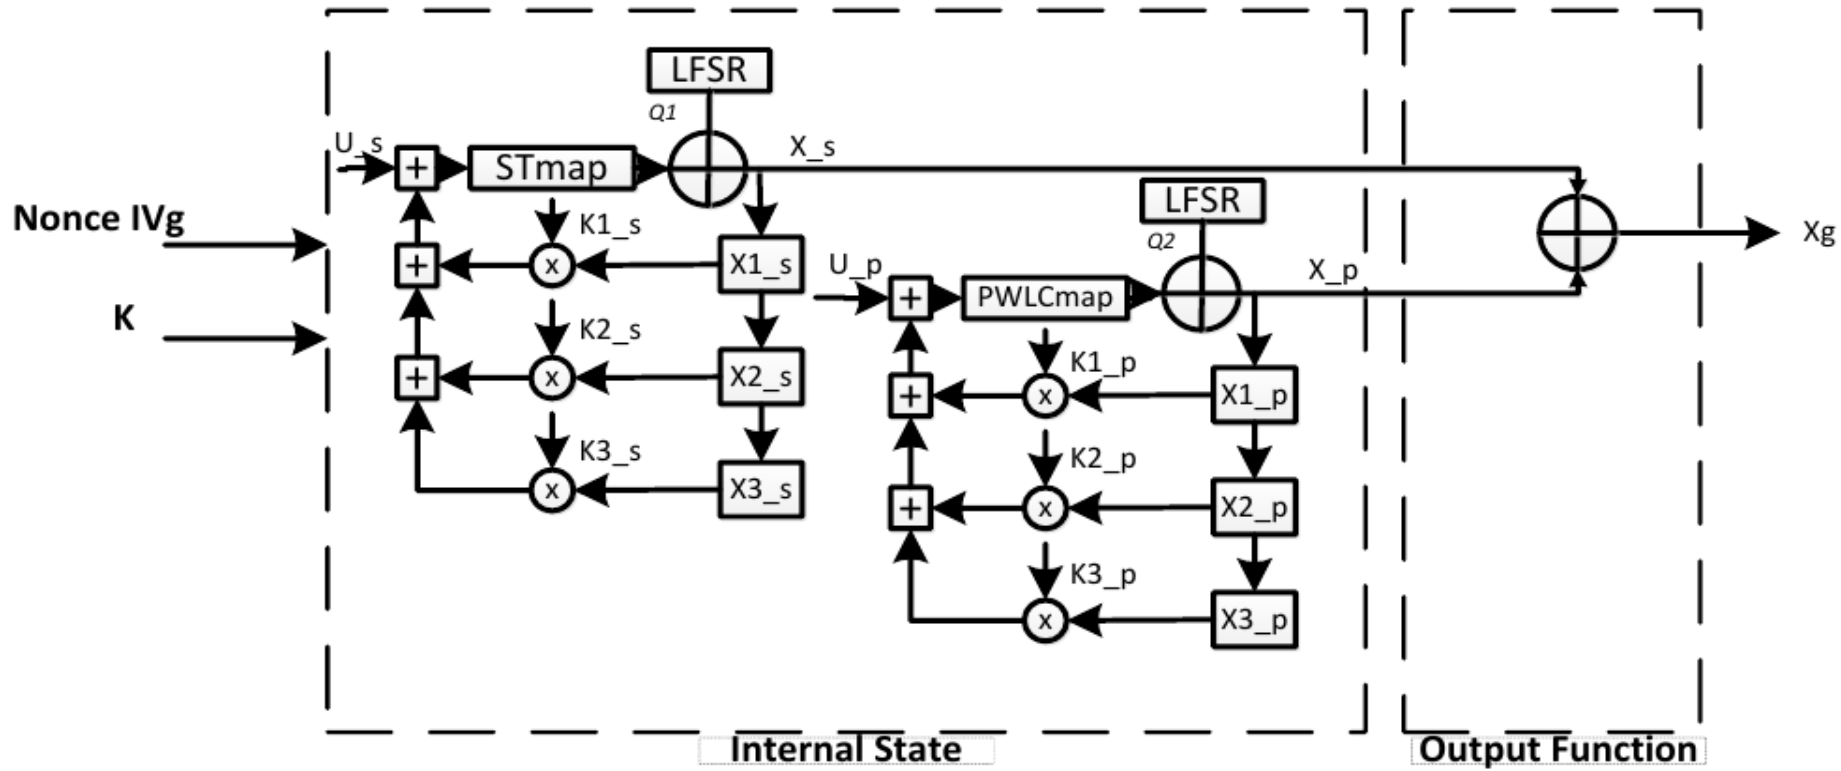 LFSR
Q1
U_s
+
STmap
X_s
LFSR
Nonce IVg
K1_s
Q2
Xg
+
x
X1_s
U_p
X_p
+
PWLCmap
K
K2_s
+
x
X2_s
K1_p
+
x
X1_p
K3_s
K2_p
x
X3_s
+
x
X2_p
K3_p
x
X3_p
Internal State
Output Function